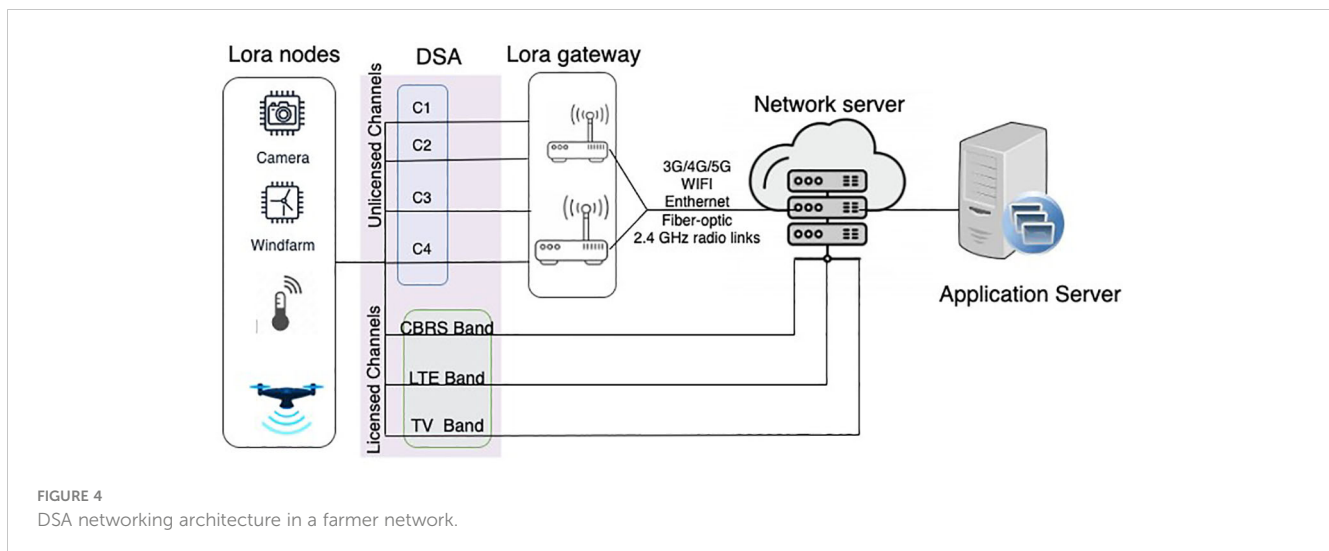 Lora nodes
Camera
Windfarm
DSA
Unlicensed Channels
C1
C2
C3
C4
Licensed Channels
CBRS Band
LTE Band
TV Band
Lora gateway
3G/4G/5G
WIFI
Enthernet
Fiber-optic
2.4 GHz radio links
Network server
Application Server
FIGURE 4
DSA networking architecture in a farmer network.